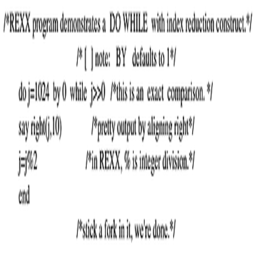 /*REXX program demonstrates a DO WHILE with index reduction construct.*/
/* [ ] note: BY defaults to 1*/
do j=1024 by 0 while j>>0 /*this is an exact comparison. */
say right(j,10) /*pretty output by aligning right*/
j=j%2 /*in REXX, % is integer division.*/
end
/*stick a fork in it, we're done.*/